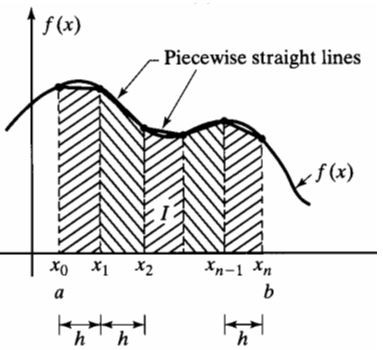 f(x)
Piecewise straight lines
f(x)
I
x₀ x₁ x₂ xₙ₋₁ xₙ
a b
h h h